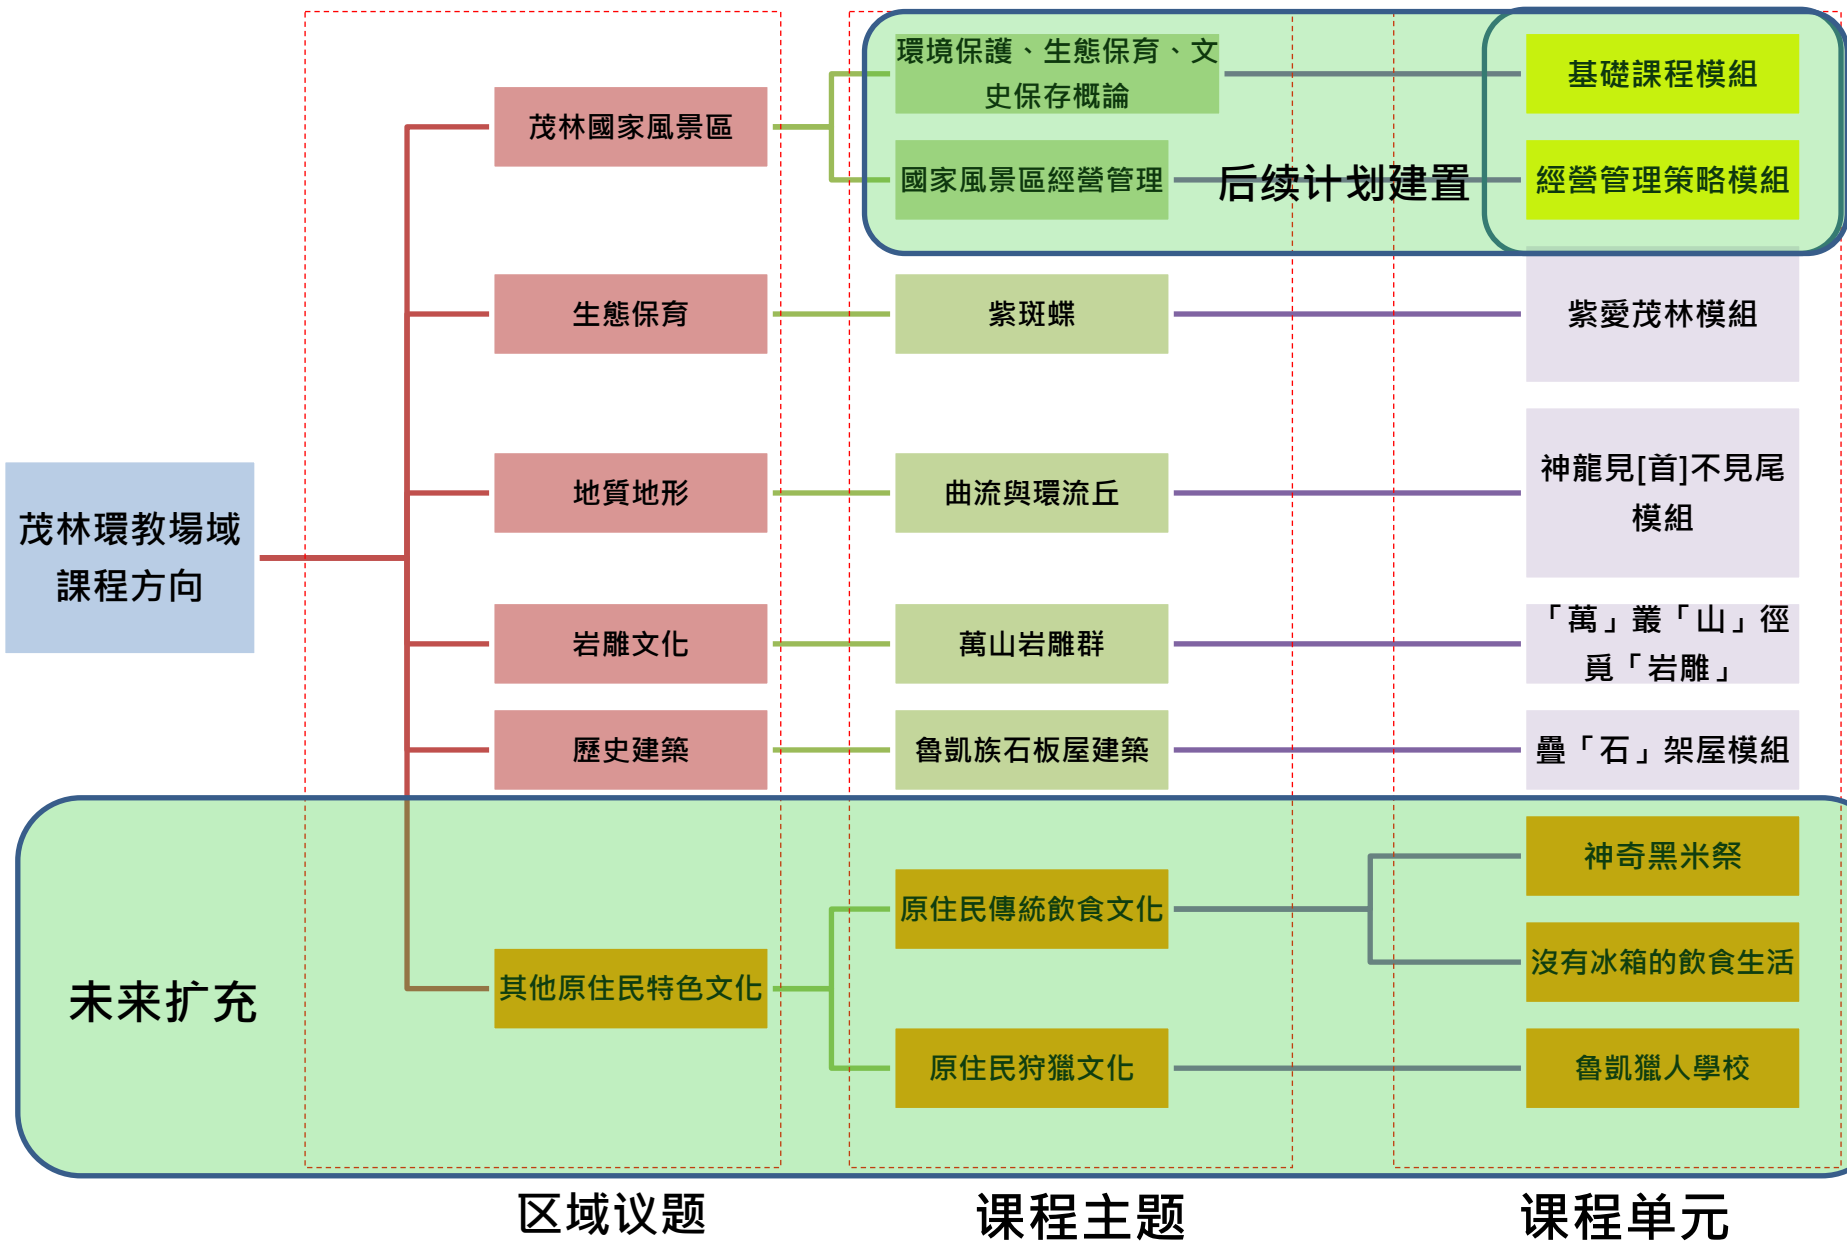 環境保護、生態保育、文
史保存概論
基礎課程模組
茂林國家風景區
國家風景區經營管理
后续计划建置
經營管理策略模組
生態保育
紫斑蝶
紫愛茂林模組
地質地形
曲流與環流丘
神龍見[首]不見尾
模組
茂林環教場域
課程方向
岩雕文化
萬山岩雕群
「萬」叢「山」徑
覓「岩雕」
歷史建築
魯凱族石板屋建築
疊「石」架屋模組
未来扩充
其他原住民特色文化
原住民傳統飲食文化
神奇黑米祭
沒有冰箱的飲食生活
原住民狩獵文化
魯凱獵人學校
区域议题
课程主题
课程单元